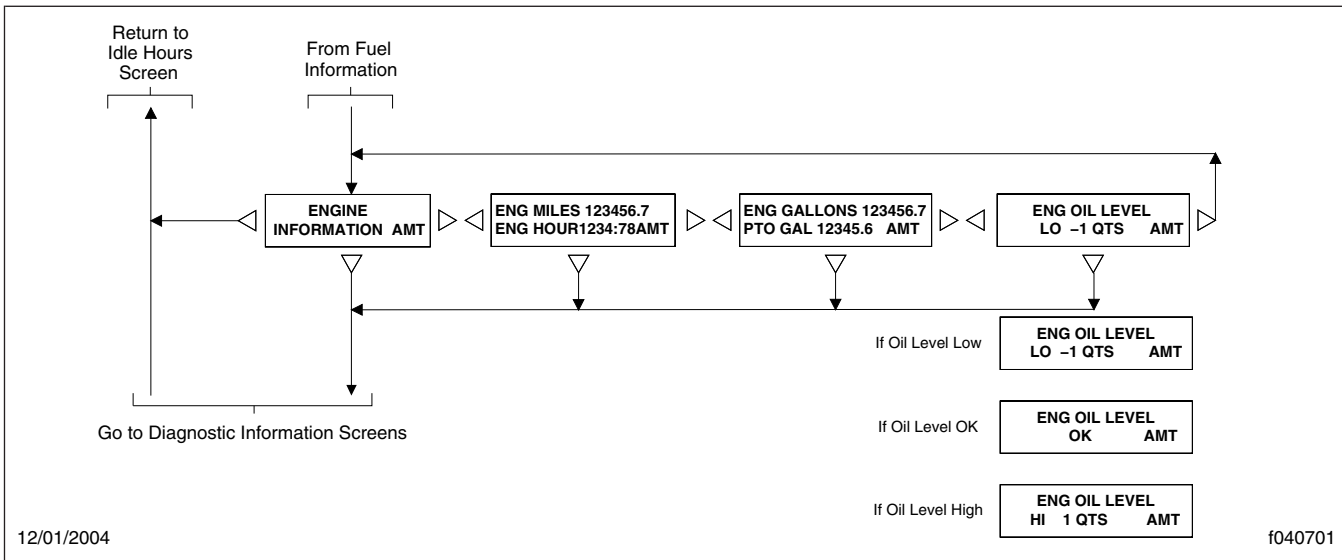 Return to
Idle Hours
Screen
From Fuel
Information
ENGINE
INFORMATION AMT
ENG MILES 123456.7
ENG HOUR1234:78AMT
ENG GALLONS 123456.7
PTO GAL 12345.6 AMT
ENG OIL LEVEL
LO –1 QTS AMT
If Oil Level Low
ENG OIL LEVEL
LO –1 QTS AMT
Go to Diagnostic Information Screens
If Oil Level OK
ENG OIL LEVEL
OK AMT
If Oil Level High
ENG OIL LEVEL
HI 1 QTS AMT
12/01/2004
f040701